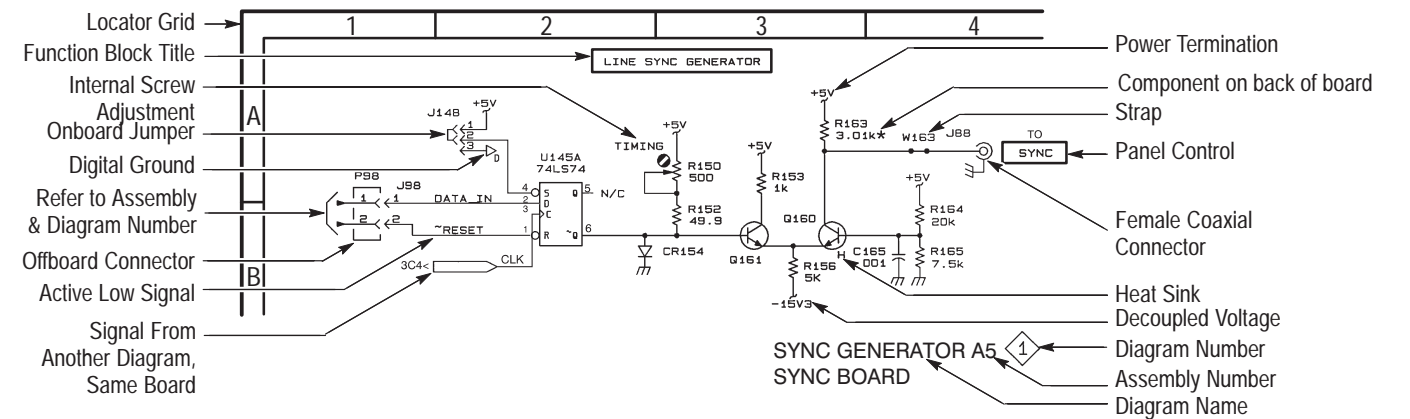 Locator Grid
Function Block Title
Internal Screw
Adjustment
Onboard Jumper
Digital Ground
Refer to Assembly
& Diagram Number
Offboard Connector
Active Low Signal
Signal From
Another Diagram,
Same Board
1 2 3 4
A
B
LINE SYNC GENERATOR
J148
+5V
1
2
3
D
U145A
74LS74
4 S Q 5 N/C
2 D
3 C
1 R ~Q 6
P98
J98
1 1 DATA_IN
2 2
~RESET
3C4< CLK
TIMING
+5V
R150
500
R152
49.9
CR154
+5V
R153
1k
Q161
Q160
H
R156
5K
-15V3
+5V
R163
3.01k*
W163
J68
TO
SYNC
+5V
R164
20k
C165
001
R165
7.5k
SYNC GENERATOR A5 1
SYNC BOARD
Power Termination
Component on back of board
Strap
Panel Control
Female Coaxial
Connector
Heat Sink
Decoupled Voltage
Diagram Number
Assembly Number
Diagram Name